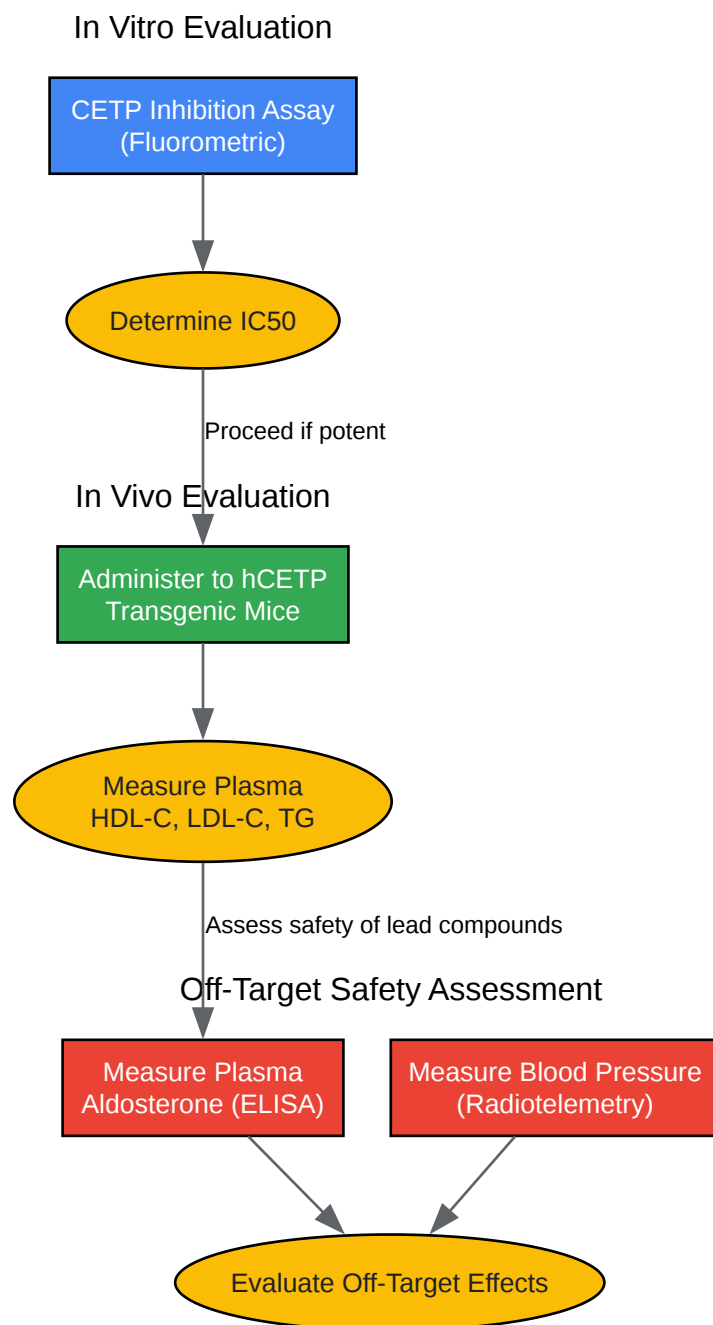 In Vitro Evaluation
CETP Inhibition Assay
(Fluorometric)
Determine IC50
Proceed if potent
In Vivo Evaluation
Administer to hCETP
Transgenic Mice
Measure Plasma
HDL-C, LDL-C, TG
Assess safety of lead compounds
Off-Target Safety Assessment
Measure Plasma
Aldosterone (ELISA)
Measure Blood Pressure
(Radiotelemetry)
Evaluate Off-Target Effects